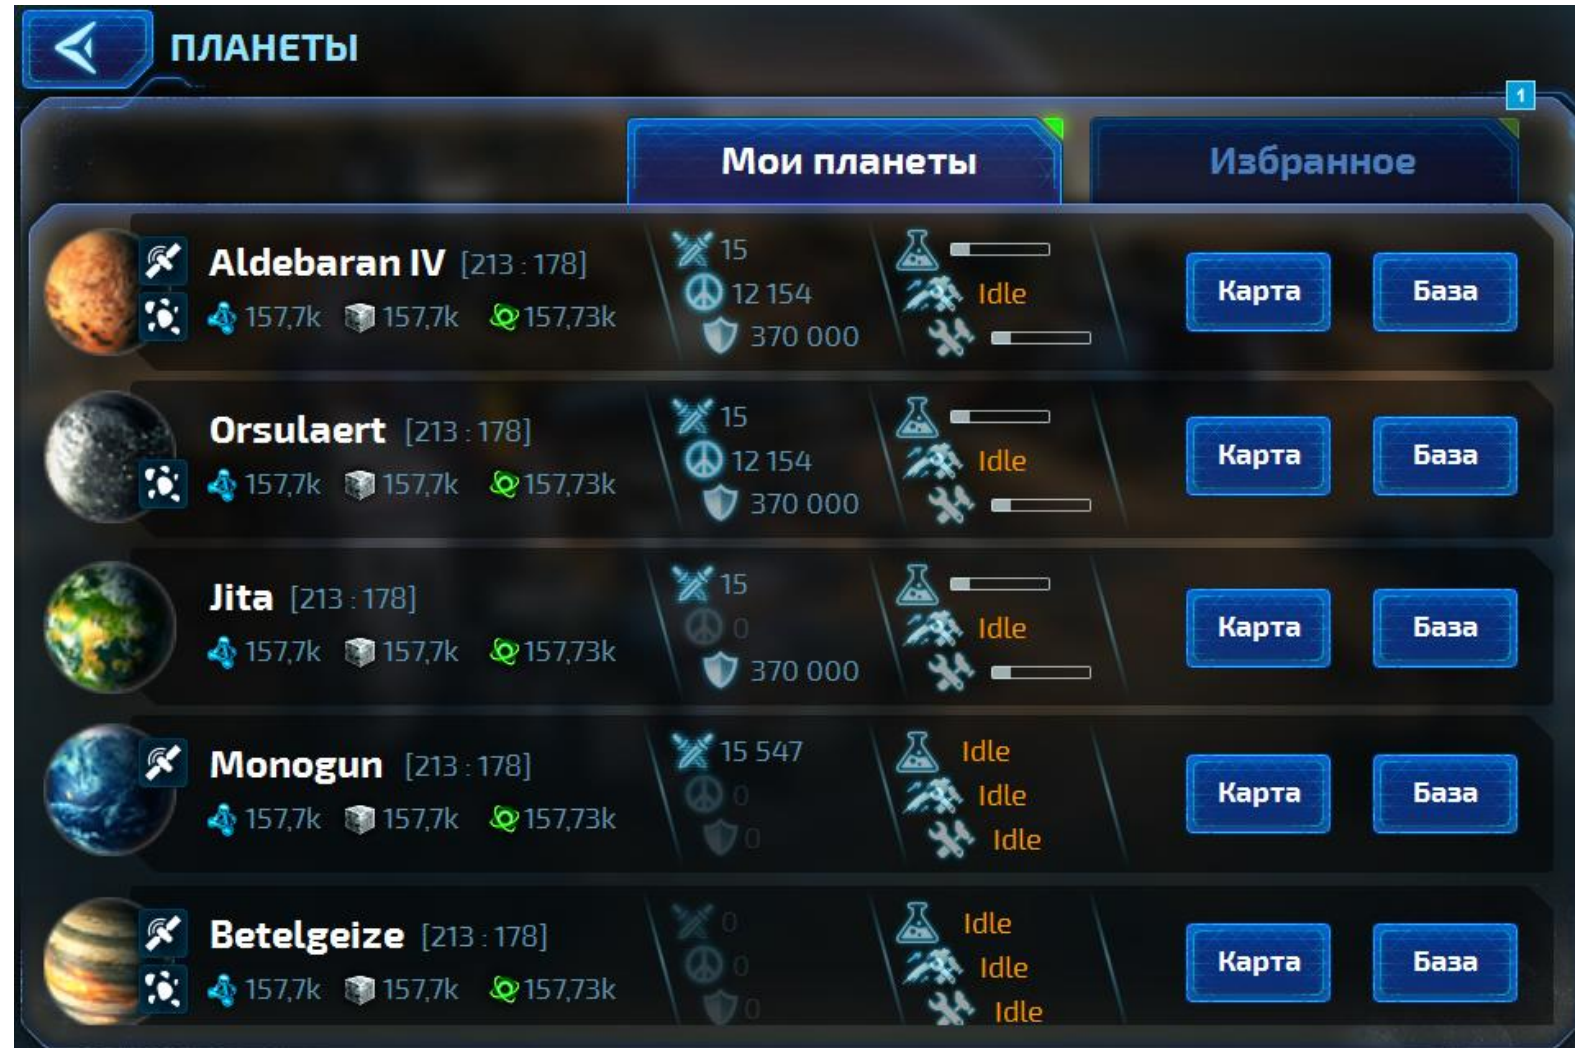 ПЛАНЕТЫ
1
Мои планеты Избранное
Aldebaran IV [213 : 178]
157,7k 157,7k 157,73k
15
12 154
370 000
Idle
Карта База
Orsulaert [213 : 178]
157,7k 157,7k 157,73k
15
12 154
370 000
Idle
Карта База
Jita [213 : 178]
157,7k 157,7k 157,73k
15
0
370 000
Idle
Карта База
Monogun [213 : 178]
157,7k 157,7k 157,73k
15 547
0
0
Idle
Idle
Idle
Карта База
Betelgeize [213 : 178]
157,7k 157,7k 157,73k
0
0
0
Idle
Idle
Idle
Карта База